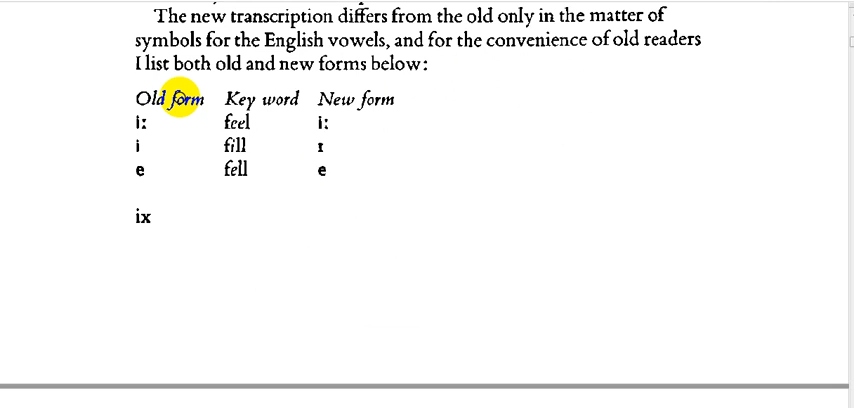 The new transcription differs from the old only in the matter of
symbols for the English vowels, and for the convenience of old readers
I list both old and new forms below:
Old form Key word New form
iː feel iː
i fill ɪ
e fell e
ix